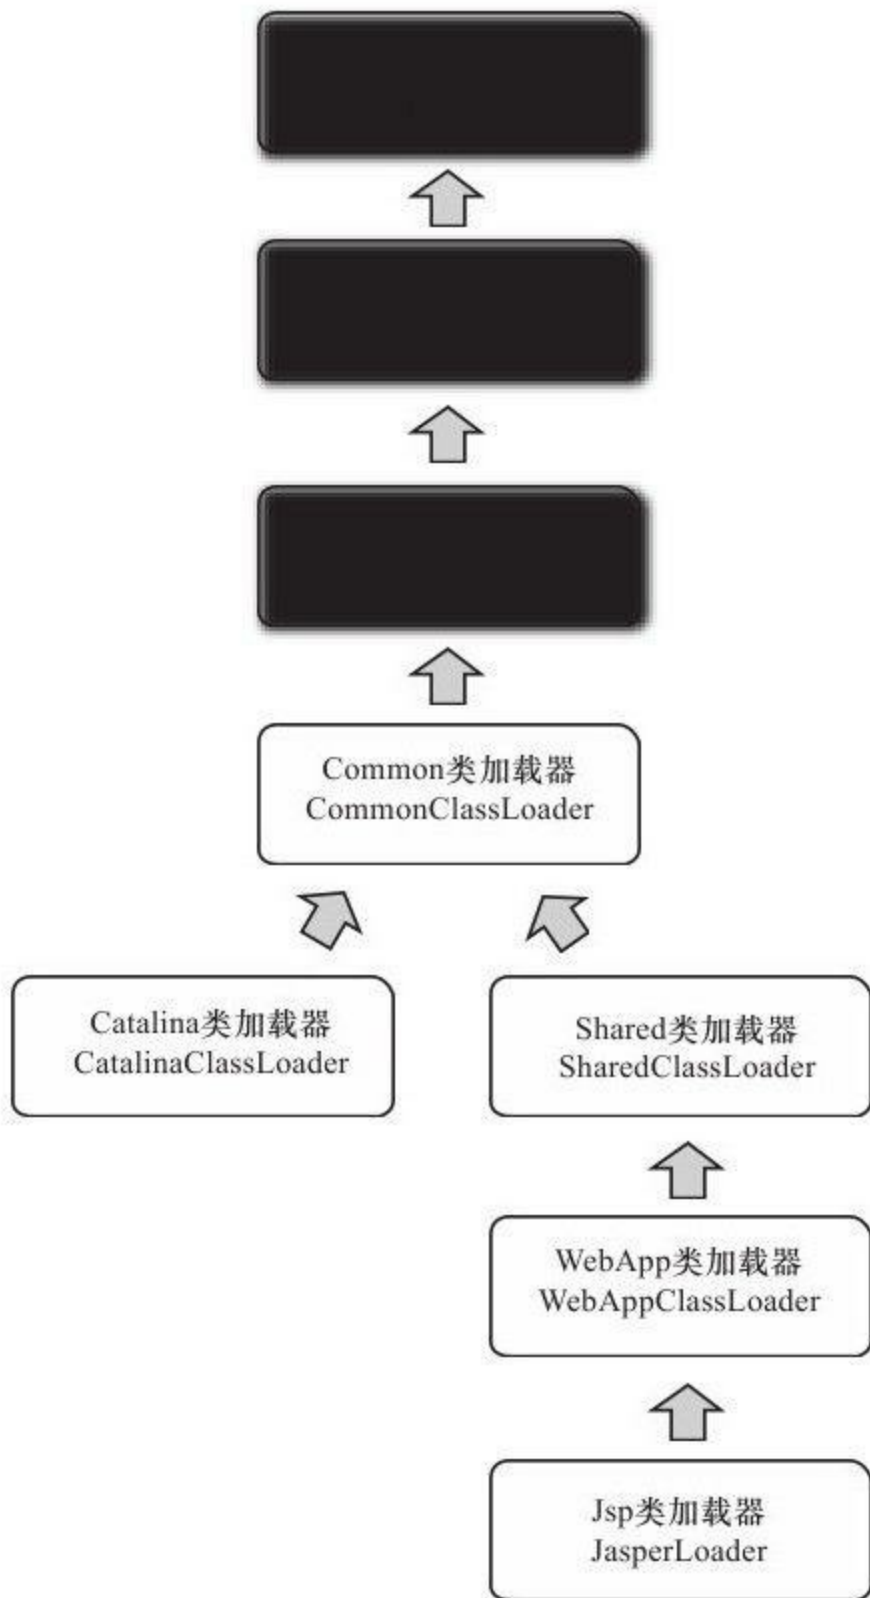 Common类加载器
CommonClassLoader
Catalina类加载器
CatalinaClassLoader
Shared类加载器
SharedClassLoader
WebApp类加载器
WebAppClassLoader
Jsp类加载器
JasperLoader